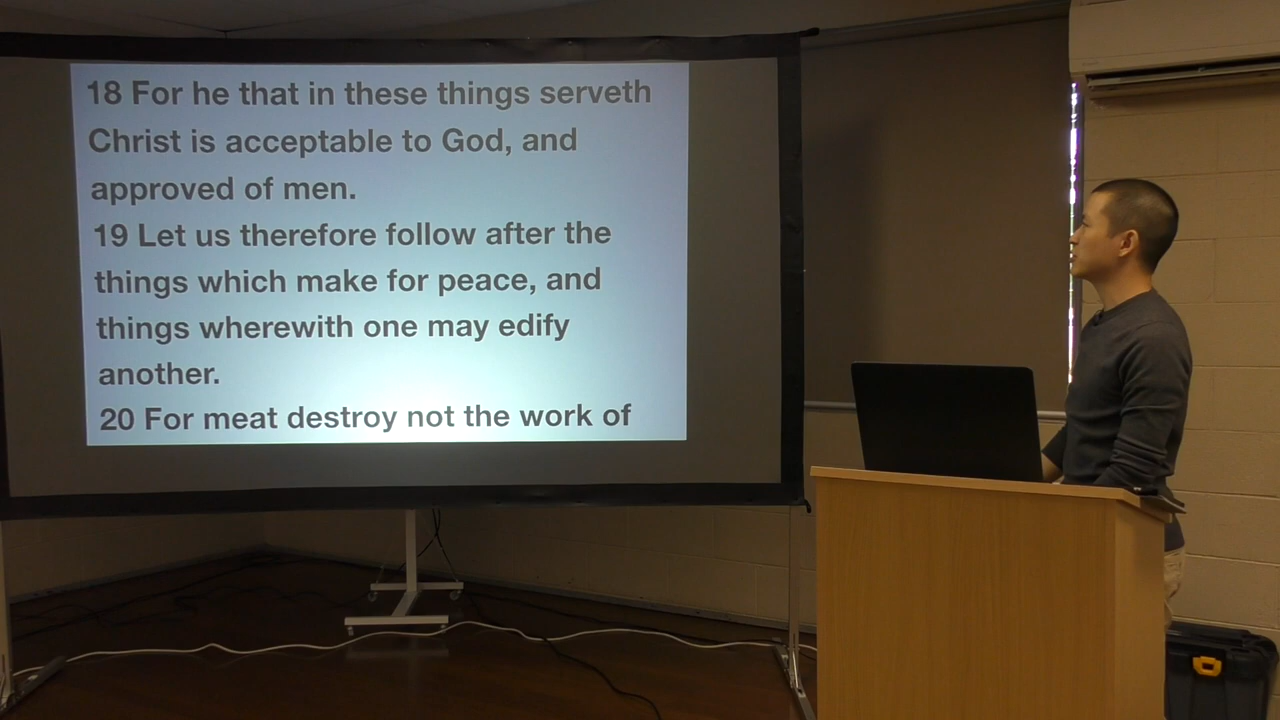 18 For he that in these things serveth
Christ is acceptable to God, and
approved of men.
19 Let us therefore follow after the
things which make for peace, and
things wherewith one may edify
another.
20 For meat destroy not the work of